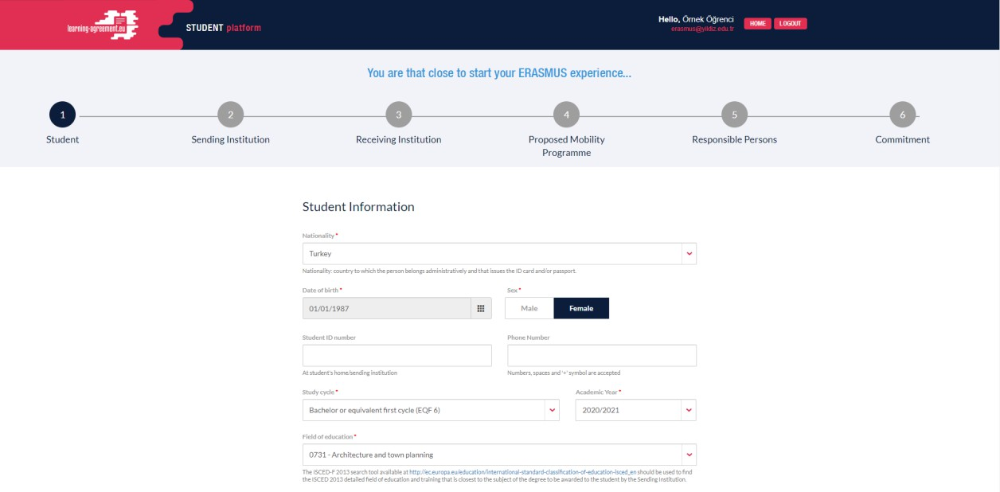 learning-agreement.eu
STUDENT platform
Hello, Örnek Öğrenci
erasmus@yildiz.edu.tr
HOME
LOGOUT
You are that close to start your ERASMUS experience...
1
2
3
4
5
6
Student
Sending Institution
Receiving Institution
Proposed Mobility
Programme
Responsible Persons
Commitment
Student Information
Nationality *
Turkey
Nationality: country to which the person belongs administratively and that issues the ID card and/or passport.
Date of birth *
Sex *
01/01/1987
Male
Female
Student ID number
Phone Number
At student's home/sending institution
Numbers, spaces and '+' symbol are accepted
Study cycle *
Academic Year *
Bachelor or equivalent first cycle (EQF 6)
2020/2021
Field of education *
0731 - Architecture and town planning
The ISCED-F 2013 search tool available at http://ec.europa.eu/education/international-standard-classification-of-education-isced_en should be used to find
the ISCED 2013 detailed field of education and training that is closest to the subject of the degree to be awarded to the student by the Sending Institution.